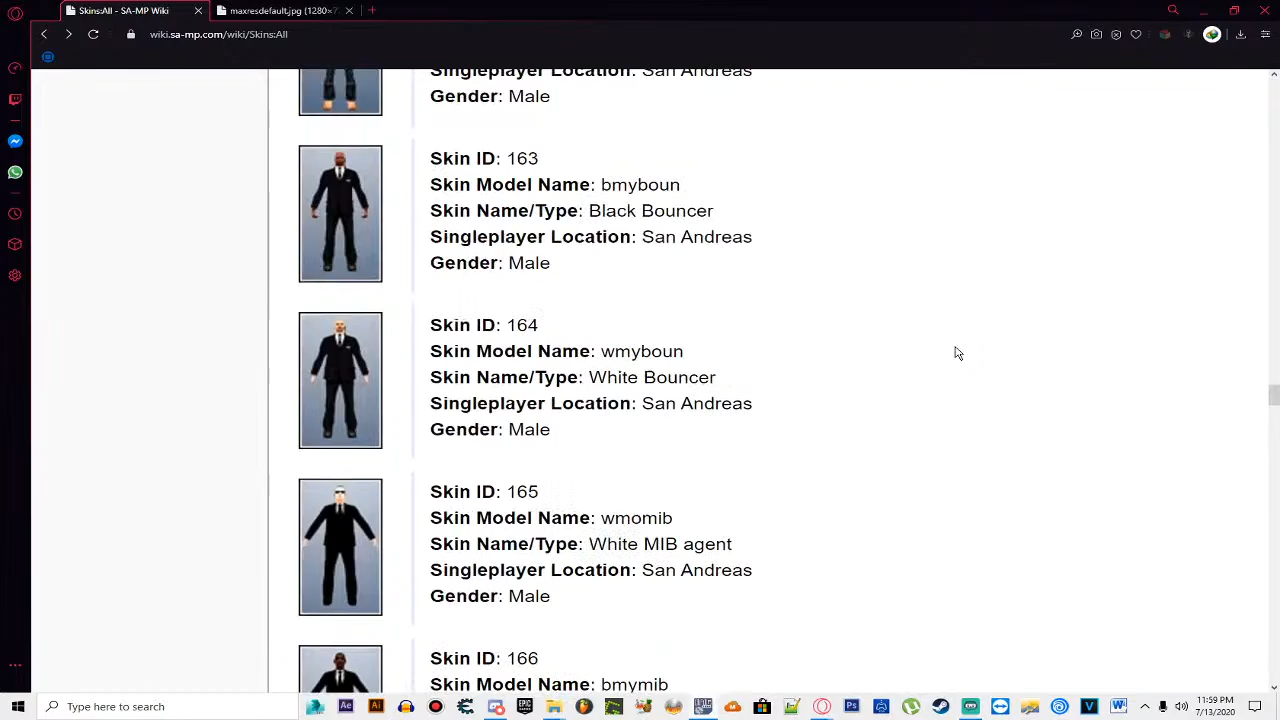 Skins:All - SA-MP Wiki
maxresdefault.jpg (1280×7
wiki.sa-mp.com/wiki/Skins:All
Singleplayer Location: San Andreas
Gender: Male
Skin ID: 163
Skin Model Name: bmyboun
Skin Name/Type: Black Bouncer
Singleplayer Location: San Andreas
Gender: Male
Skin ID: 164
Skin Model Name: wmyboun
Skin Name/Type: White Bouncer
Singleplayer Location: San Andreas
Gender: Male
Skin ID: 165
Skin Model Name: wmomib
Skin Name/Type: White MIB agent
Singleplayer Location: San Andreas
Gender: Male
Skin ID: 166
Skin Model Name: bmymib
Type here to search
Ae
Ai
Ps
V
W
11:59 PM
7/13/2020